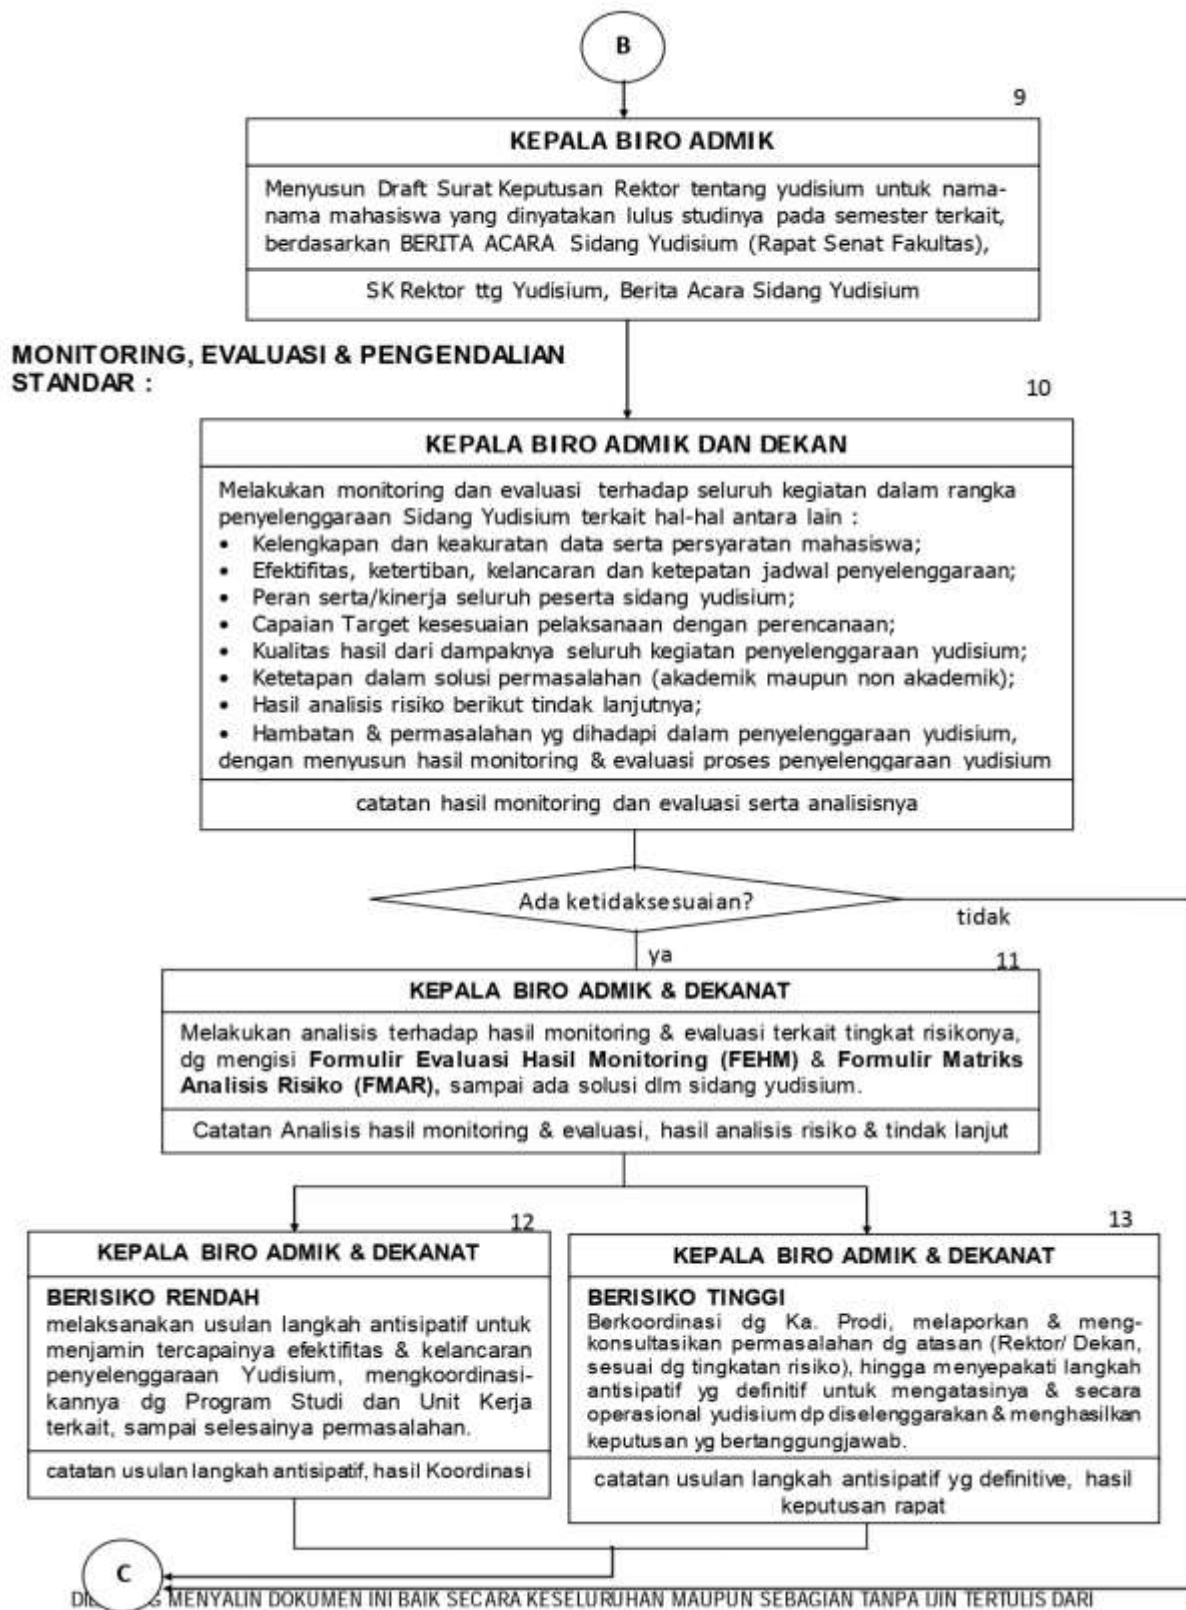 B
9
KEPALA BIRO ADMIK
Menyusun Draft Surat Keputusan Rektor tentang yudisium untuk nama-
nama mahasiswa yang dinyatakan lulus studinya pada semester terkait,
berdasarkan BERITA ACARA Sidang Yudisium (Rapat Senat Fakultas),
SK Rektor ttg Yudisium, Berita Acara Sidang Yudisium
MONITORING, EVALUASI & PENGENDALIAN
STANDAR :
10
KEPALA BIRO ADMIK DAN DEKAN
Melakukan monitoring dan evaluasi terhadap seluruh kegiatan dalam rangka
penyelenggaraan Sidang Yudisium terkait hal-hal antara lain :
• Kelengkapan dan keakuratan data serta persyaratan mahasiswa;
• Efektifitas, ketertiban, kelancaran dan ketepatan jadwal penyelenggaraan;
• Peran serta/kinerja seluruh peserta sidang yudisium;
• Capaian Target kesesuaian pelaksanaan dengan perencanaan;
• Kualitas hasil dari dampaknya seluruh kegiatan penyelenggaraan yudisium;
• Ketetapan dalam solusi permasalahan (akademik maupun non akademik);
• Hasil analisis risiko berikut tindak lanjutnya;
• Hambatan & permasalahan yg dihadapi dalam penyelenggaraan yudisium,
dengan menyusun hasil monitoring & evaluasi proses penyelenggaraan yudisium
catatan hasil monitoring dan evaluasi serta analisisnya
Ada ketidaksesuaian?
tidak
ya
11
KEPALA BIRO ADMIK & DEKANAT
Melakukan analisis terhadap hasil monitoring & evaluasi terkait tingkat risikonya,
dg mengisi Formulir Evaluasi Hasil Monitoring (FEHM) & Formulir Matriks
Analisis Risiko (FMAR), sampai ada solusi dlm sidang yudisium.
Catatan Analisis hasil monitoring & evaluasi, hasil analisis risiko & tindak lanjut
12
KEPALA BIRO ADMIK & DEKANAT
BERISIKO RENDAH
melaksanakan usulan langkah antisipatif untuk
menjamin tercapainya efektifitas & kelancaran
penyelenggaraan Yudisium, mengkoordinasi-
kannya dg Program Studi dan Unit Kerja
terkait, sampai selesainya permasalahan.
catatan usulan langkah antisipatif, hasil Koordinasi
13
KEPALA BIRO ADMIK & DEKANAT
BERISIKO TINGGI
Berkoordinasi dg Ka. Prodi, melaporkan & meng-
konsultasikan permasalahan dg atasan (Rektor/ Dekan,
sesuai dg tingkatan risiko), hingga menyepakati langkah
antisipatif yg definitif untuk mengatasinya & secara
operasional yudisium dp diselenggarakan & menghasilkan
keputusan yg bertanggungjawab.
catatan usulan langkah antisipatif yg definitive, hasil
keputusan rapat
C
MENYALIN DOKUMEN INI BAIK SECARA KESELURUHAN MAUPUN SEBAGIAN TANPA IJIN TERTULIS DARI